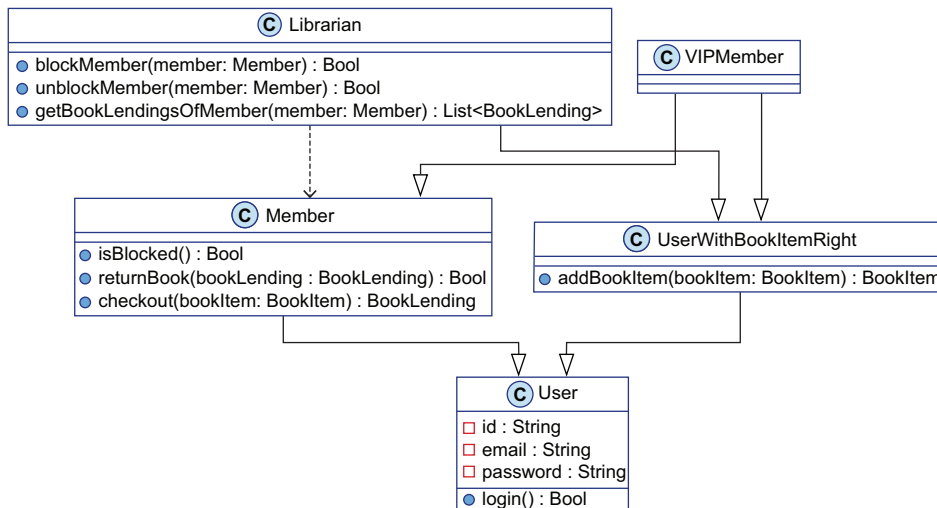 C Librarian
blockMember(member: Member) : Bool
unblockMember(member: Member) : Bool
getBookLendingsOfMember(member: Member) : List<BookLending>
C VIPMember
C Member
isBlocked() : Bool
returnBook(bookLending : BookLending) : Bool
checkout(bookItem: BookItem) : BookLending
C UserWithBookItemRight
addBookItem(bookItem: BookItem) : BookItem
C User
id : String
email : String
password : String
login() : Bool